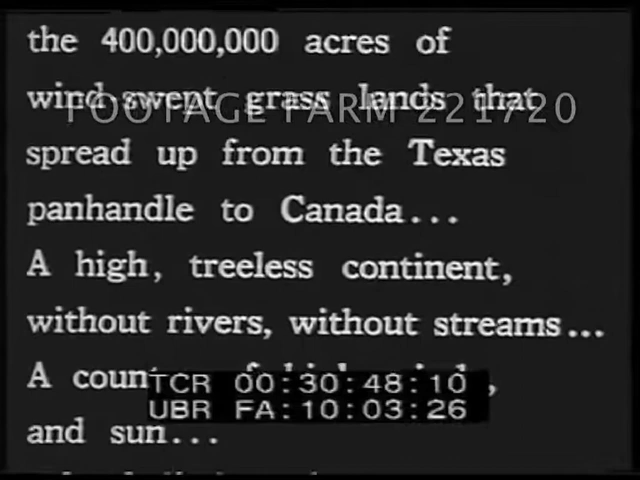 the 400,000,000 acres of
wind-swept grass lands that
FOOTAGE FARM 221720
spread up from the Texas
panhandle to Canada...
A high, treeless continent,
without rivers, without streams...
A
TCR 00:30:48:10
UBR FA:10:03:26
and sun...